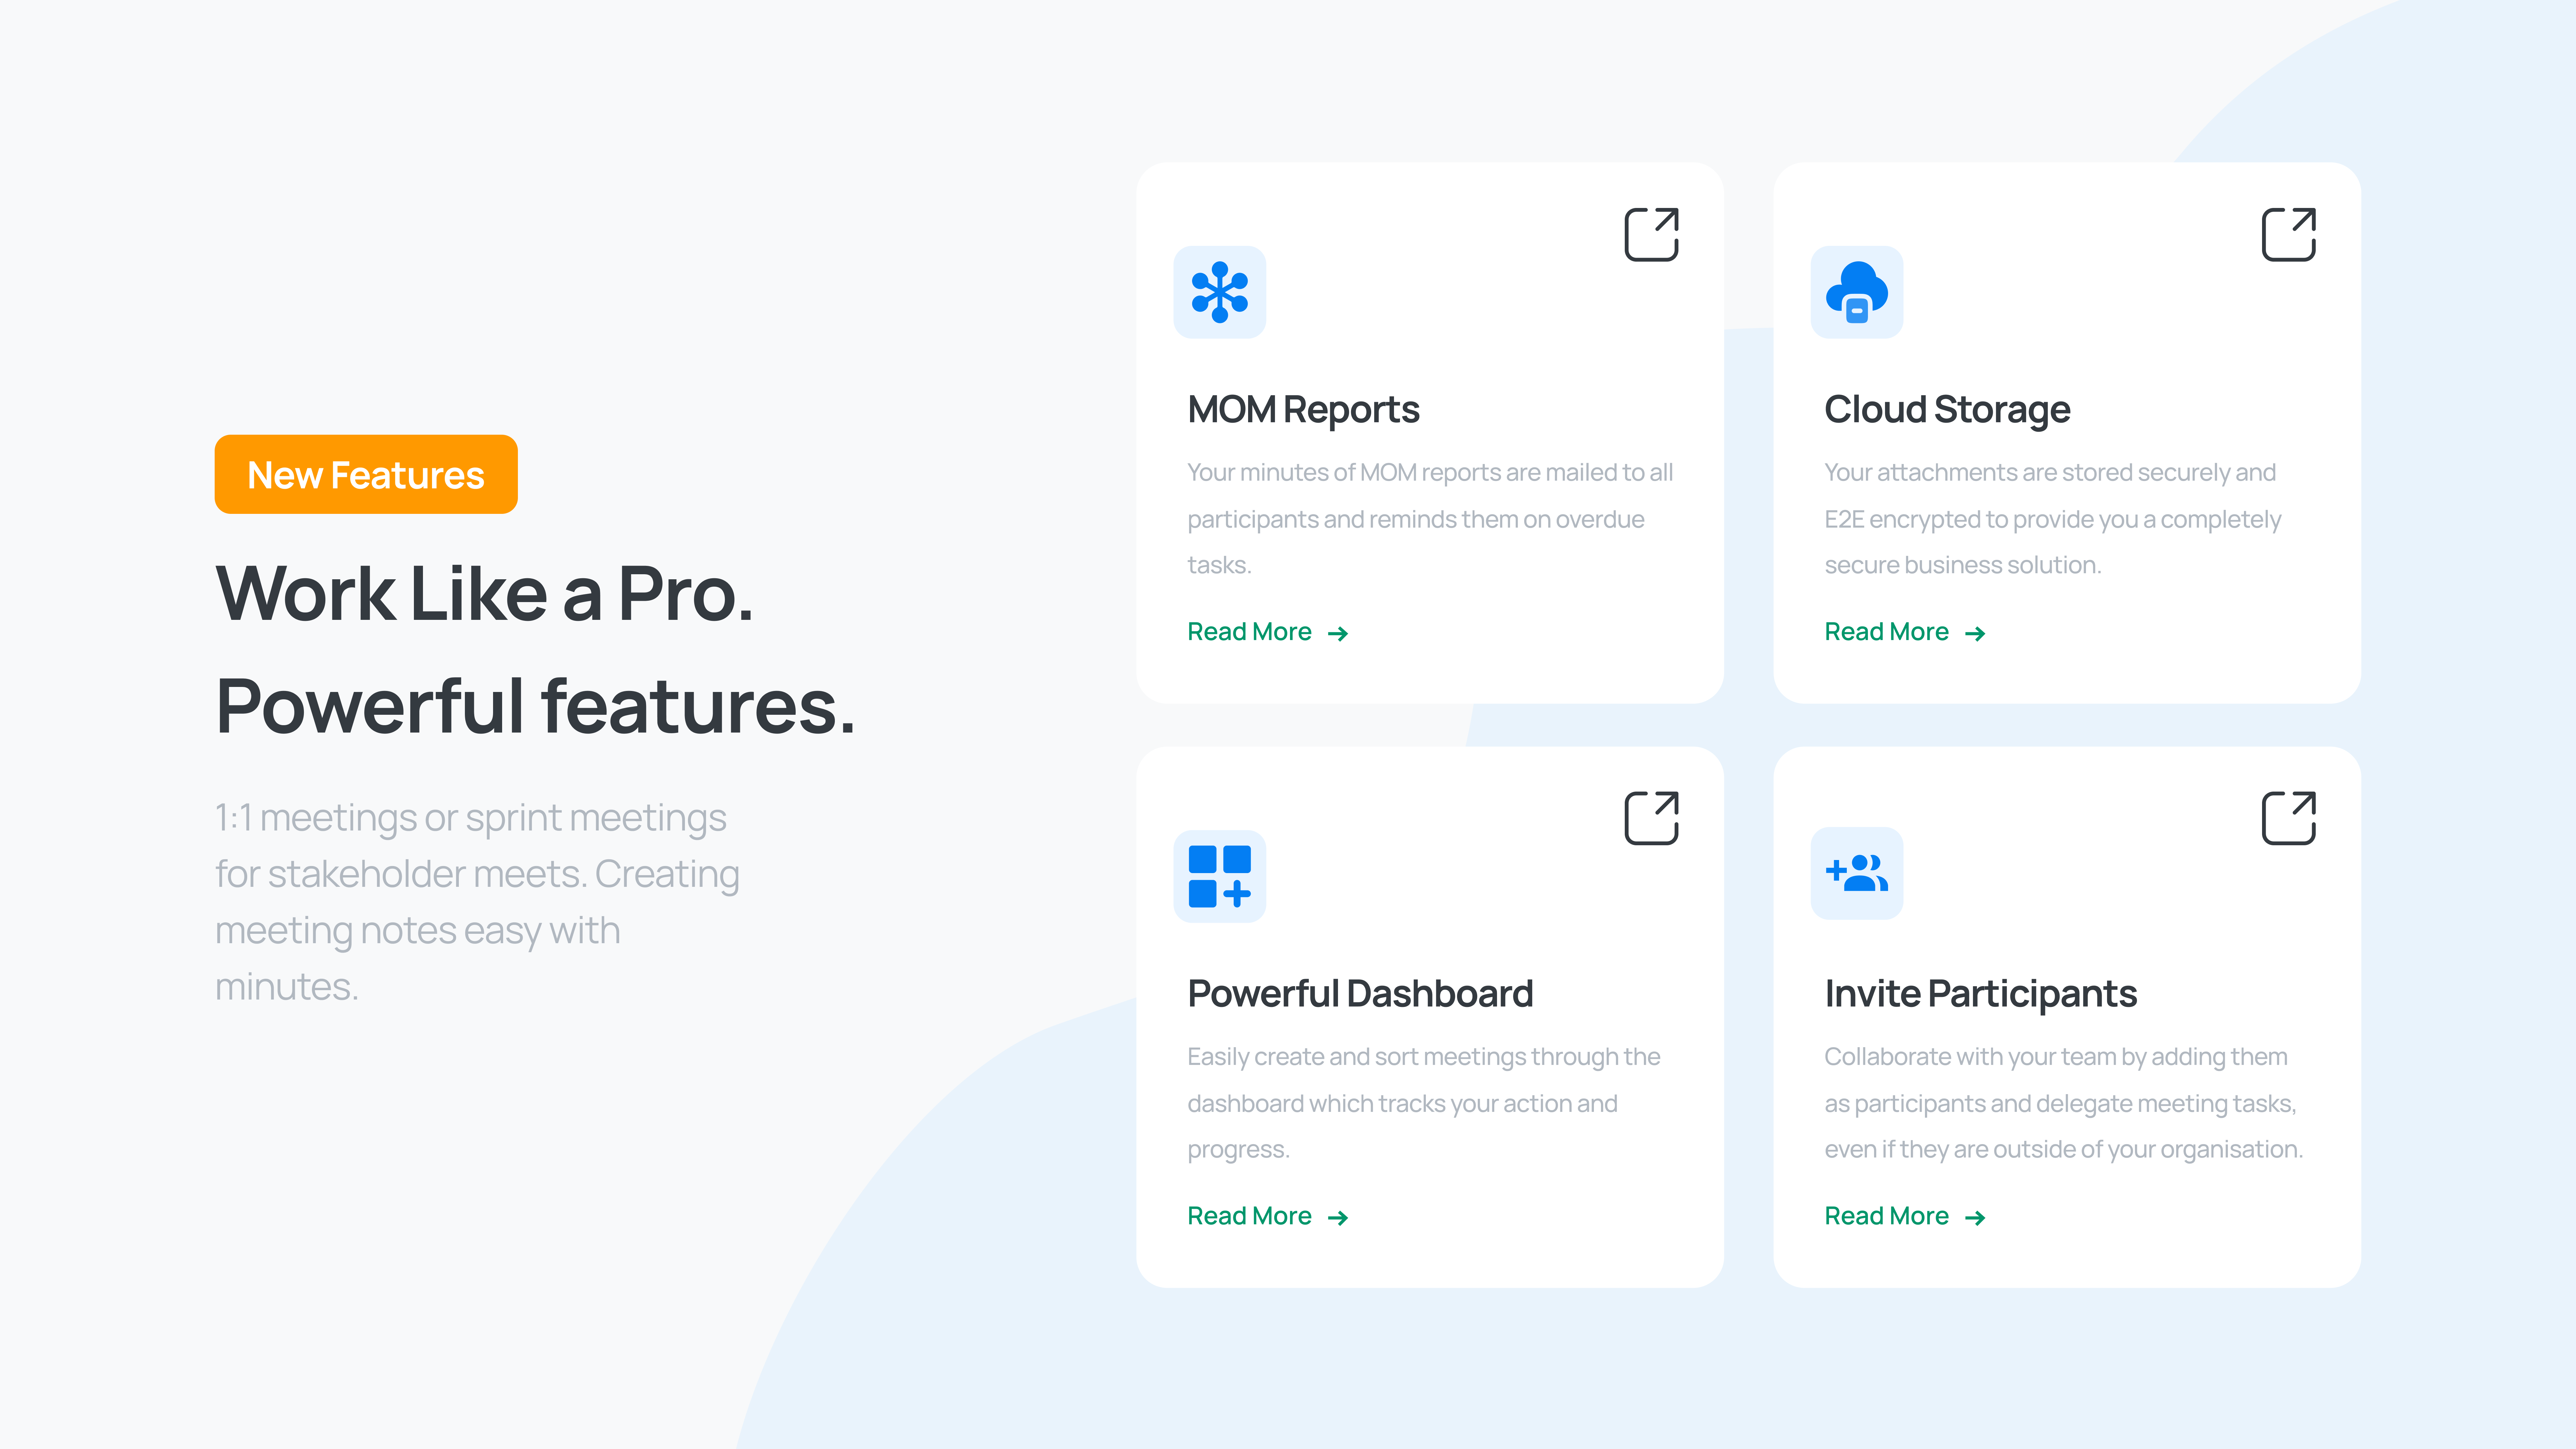 New Features
Work Like a Pro.
Powerful features.
1:1 meetings or sprint meetings
for stakeholder meets. Creating
meeting notes easy with
minutes.
MOM Reports
Your minutes of MOM reports are mailed to all
participants and reminds them on overdue
tasks.
Read More
Cloud Storage
Your attachments are stored securely and
E2E encrypted to provide you a completely
secure business solution.
Read More
Powerful Dashboard
Easily create and sort meetings through the
dashboard which tracks your action and
progress.
Read More
Invite Participants
Collaborate with your team by adding them
as participants and delegate meeting tasks,
even if they are outside of your organisation.
Read More